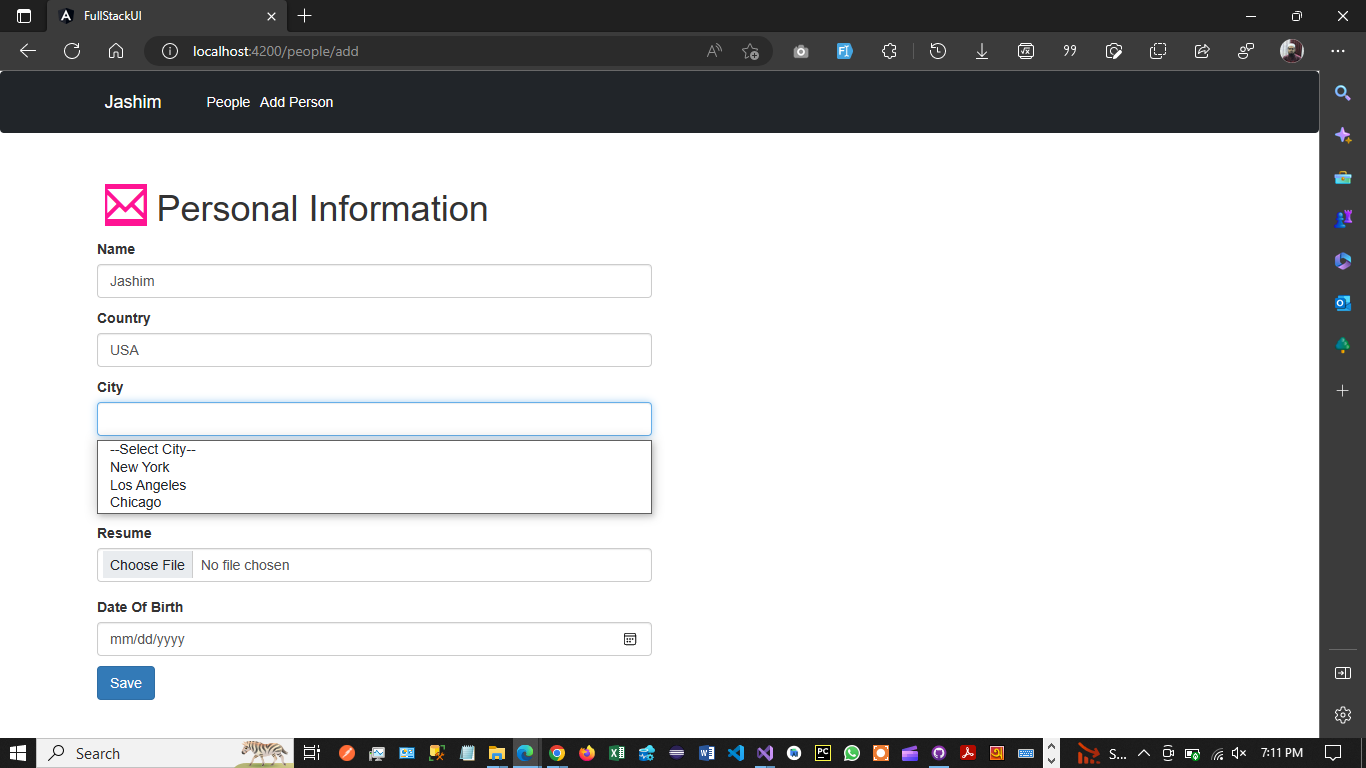 FullStackUI
localhost:4200/people/add
Jashim People Add Person
Personal Information
Name
Jashim
Country
USA
City
--Select City--
New York
Los Angeles
Chicago
Resume
Choose File No file chosen
Date Of Birth
mm/dd/yyyy
Save
Search S... 7:11 PM